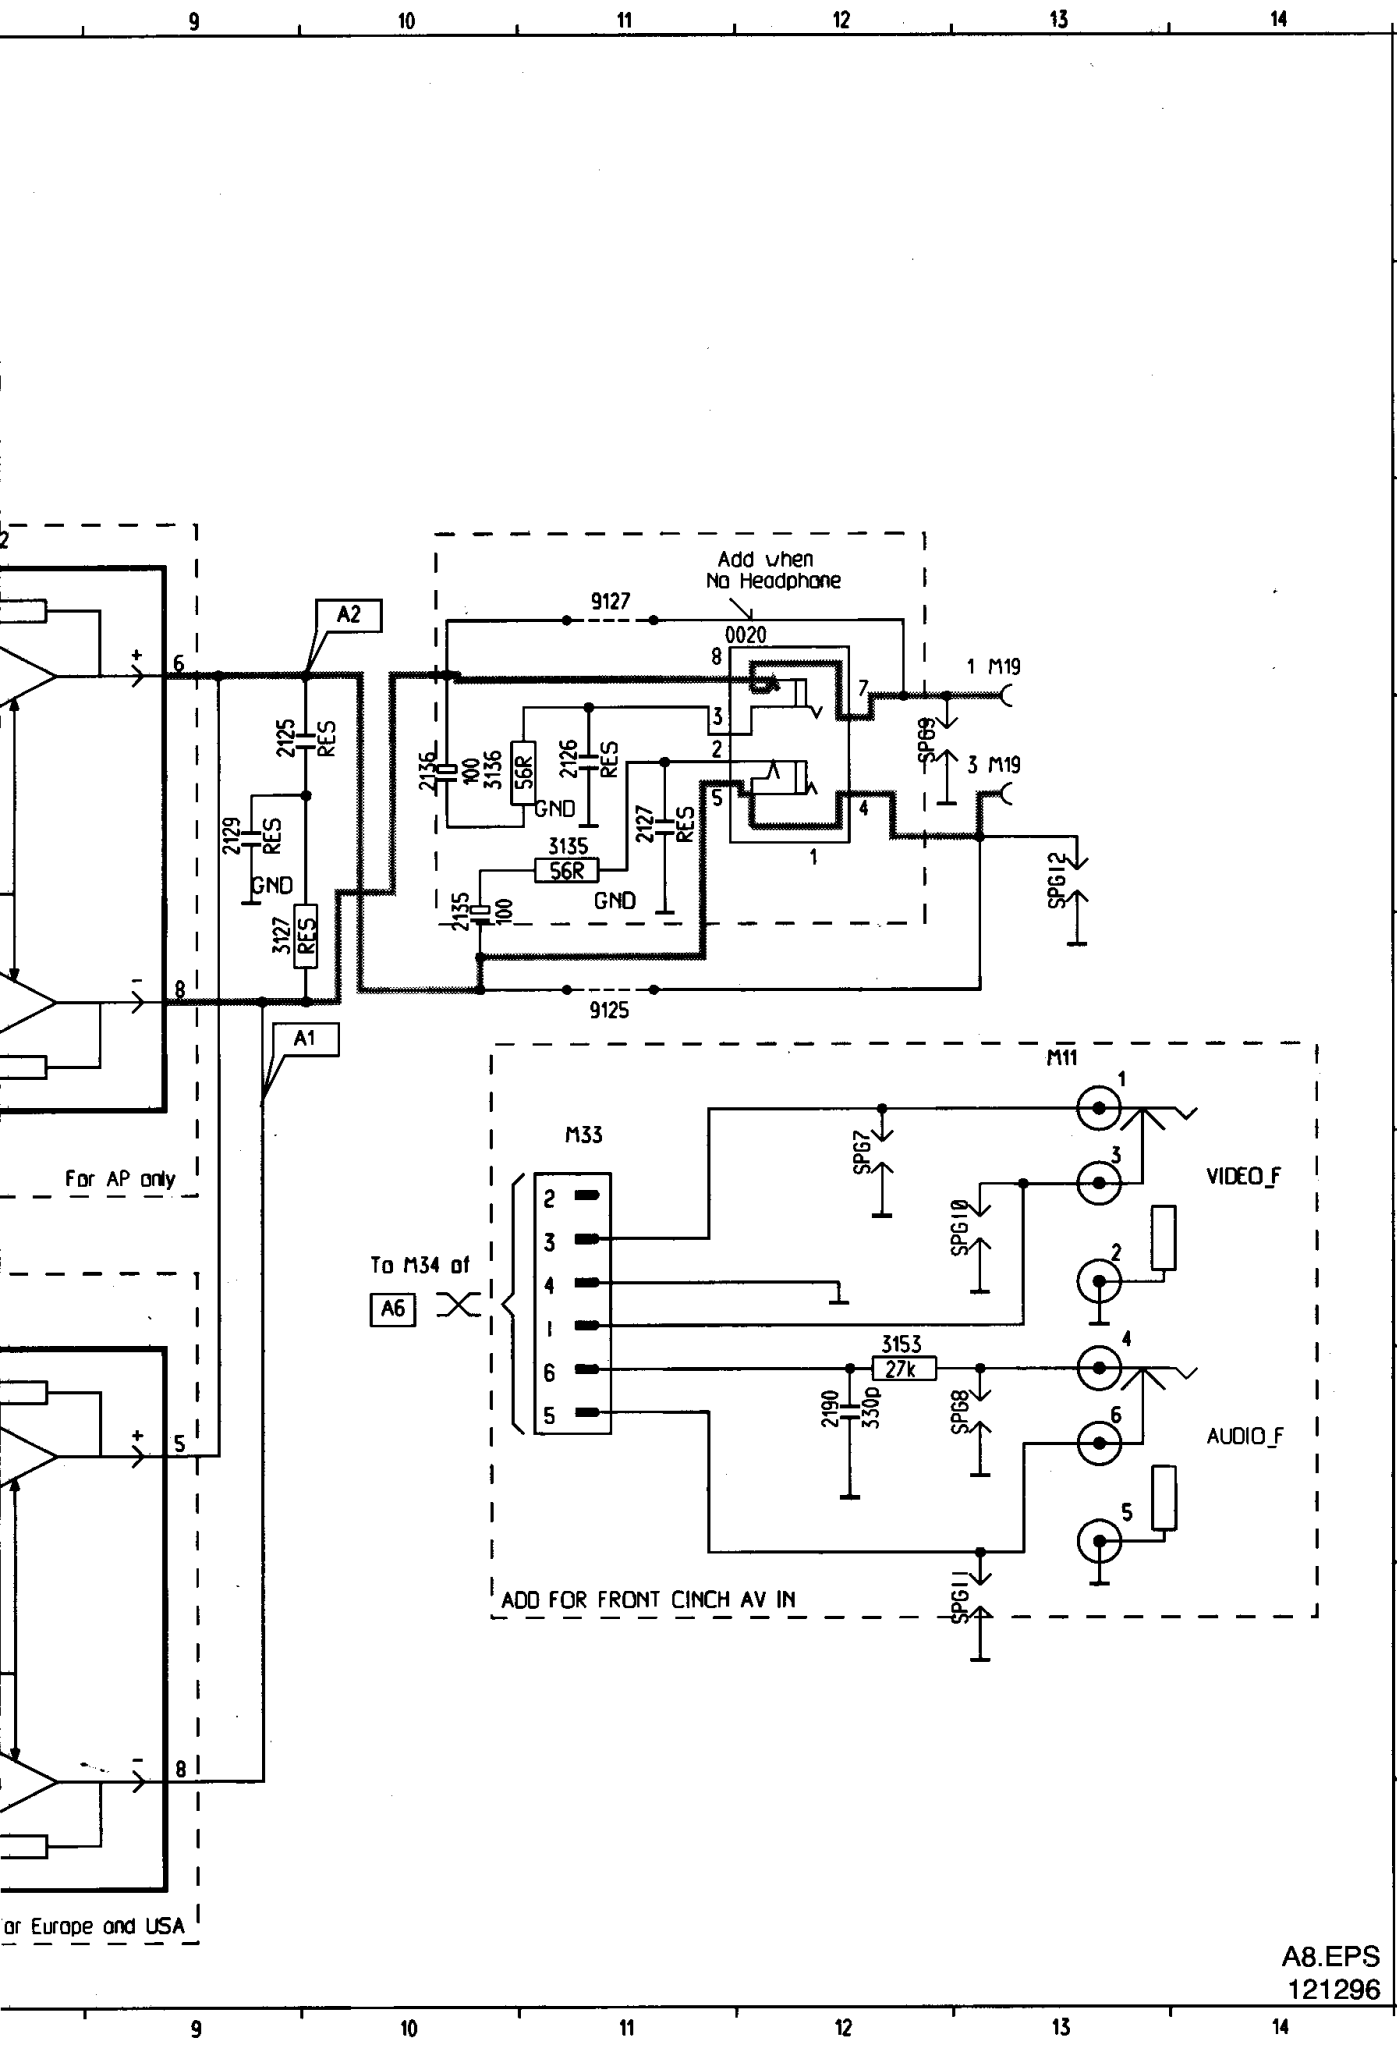 9 10 11 12 13 14
2
Add when
No Headphone
9127
A2
0020
8
+
6
7
1 M19
3
2125
RES
2136
100
3136
56R
2126
RES
2
SPG9
3 M19
5
4
GND
2129
RES
2127
RES
3135
56R
1
SPG12
GND
GND
2135
100
3127
RES
-
8
9125
A1
M11
1
M33
SPG7
3
For AP only
VIDEO_F
2
SPG10
3
To M34 of
2
4
A6
1
3153
4
6
27k
2190
330p
SPG8
5
6
+
5
AUDIO_F
5
ADD FOR FRONT CINCH AV IN
SPG11
-
8
or Europe and USA
A8.EPS
121296
9 10 11 12 13 14